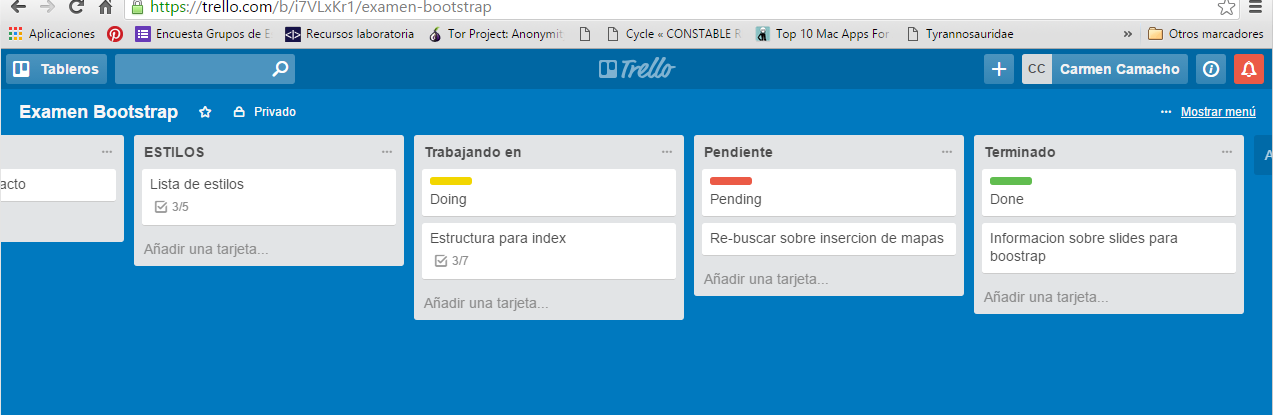 https://trello.com/b/i7VLxKr1/examen-bootstrap
Aplicaciones
Encuesta Grupos de E
Recursos laboratoria
Tor Project: Anonymit
Cycle « CONSTABLE R
Top 10 Mac Apps For
Tyrannosauridae
»
Otros marcadores
Tableros
Trello
CC
Carmen Camacho
Examen Bootstrap
Privado
Mostrar menú
acto
ESTILOS
Lista de estilos
3/5
Añadir una tarjeta...
Trabajando en
Doing
Estructura para index
3/7
Añadir una tarjeta...
Pendiente
Pending
Re-buscar sobre insercion de mapas
Añadir una tarjeta...
Terminado
Done
Informacion sobre slides para
boostrap
Añadir una tarjeta...
A